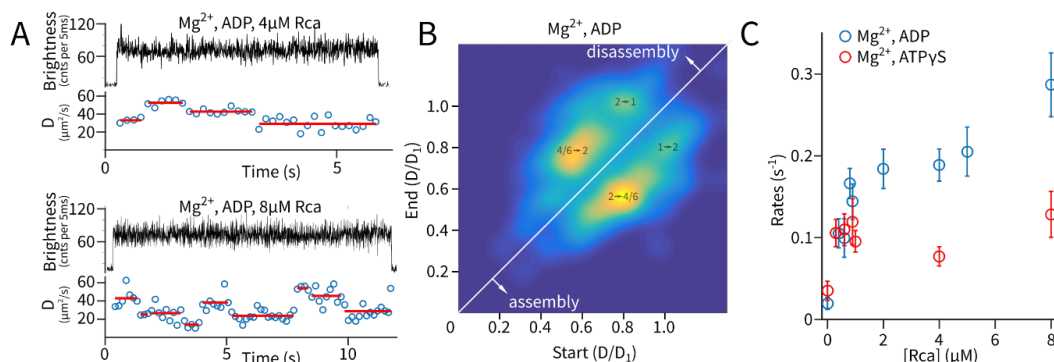 A
Mg²⁺, ADP, 4µM Rca
Brightness
(cnts per 5ms)
120
60
D
(µm²/s)
60
40
20
0
5
Time (s)
Mg²⁺, ADP, 8µM Rca
Brightness
(cnts per 5ms)
120
60
D
(µm²/s)
60
40
20
0
5
10
Time (s)
B
Mg²⁺, ADP
disassembly
assembly
2→1
4/6→2
1→2
2→4/6
End (D/D₁)
1.0
0.8
0.6
0.4
0.2
0
0.2
0.4
0.6
0.8
1.0
Start (D/D₁)
C
Mg²⁺, ADP
Mg²⁺, ATPγS
Rates (s⁻¹)
0.3
0.2
0.1
0
0
2
4
6
8
[Rca] (µM)